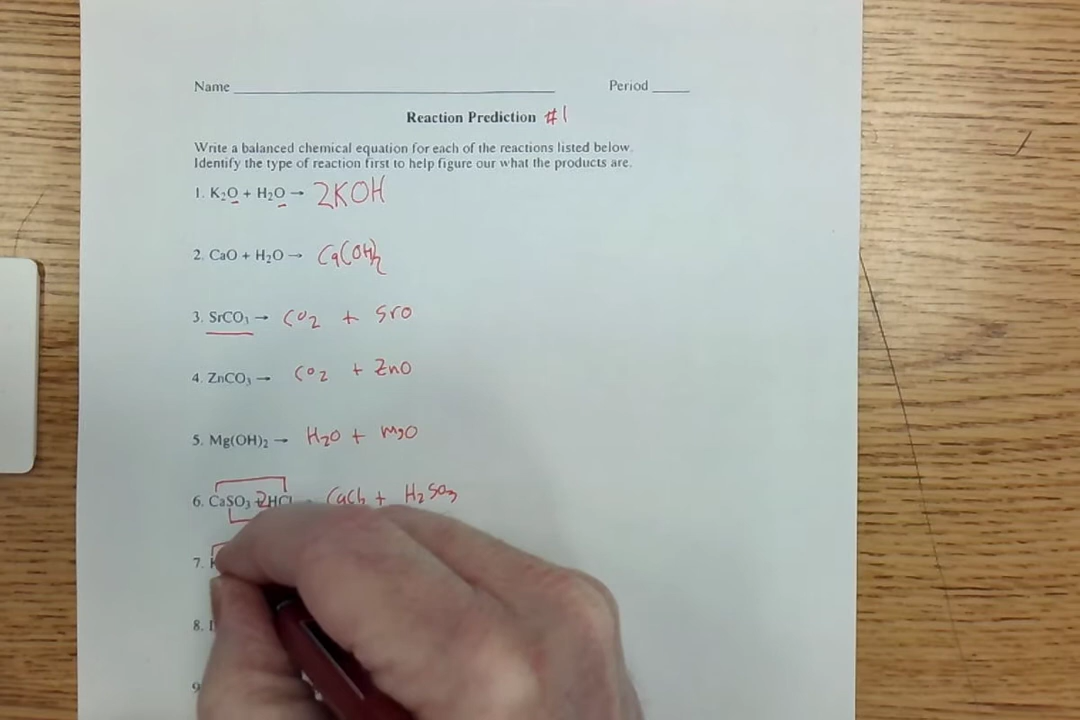 Name ____________ Period ____
Reaction Prediction #1
Write a balanced chemical equation for each of the reactions listed below.
Identify the type of reaction first to help figure our what the products are.
1. K₂O + H₂O → 2KOH
2. CaO + H₂O → Ca(OH)₂
3. SrCO₃ → CO₂ + SrO
4. ZnCO₃ → CO₂ + ZnO
5. Mg(OH)₂ → H₂O + MgO
6. CaSO₃ + 2HCl → CaCl₂ + H₂SO₃
7. K
8.
9